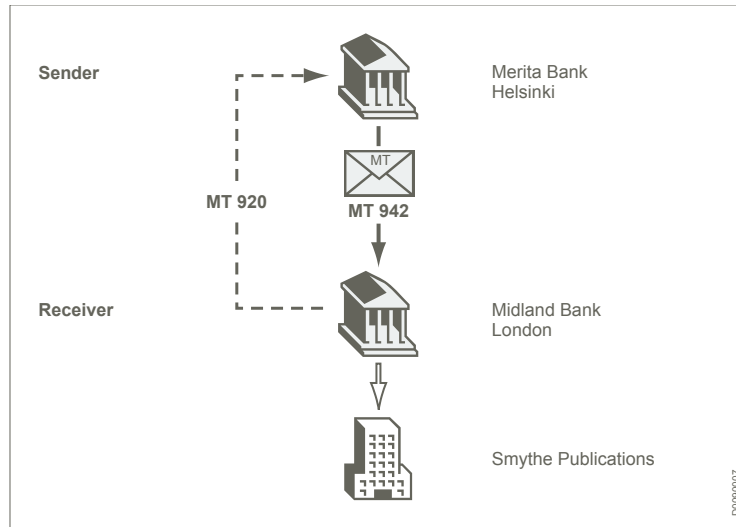 Sender
Merita Bank
Helsinki
MT
MT 920
MT 942
Receiver
Midland Bank
London
Smythe Publications